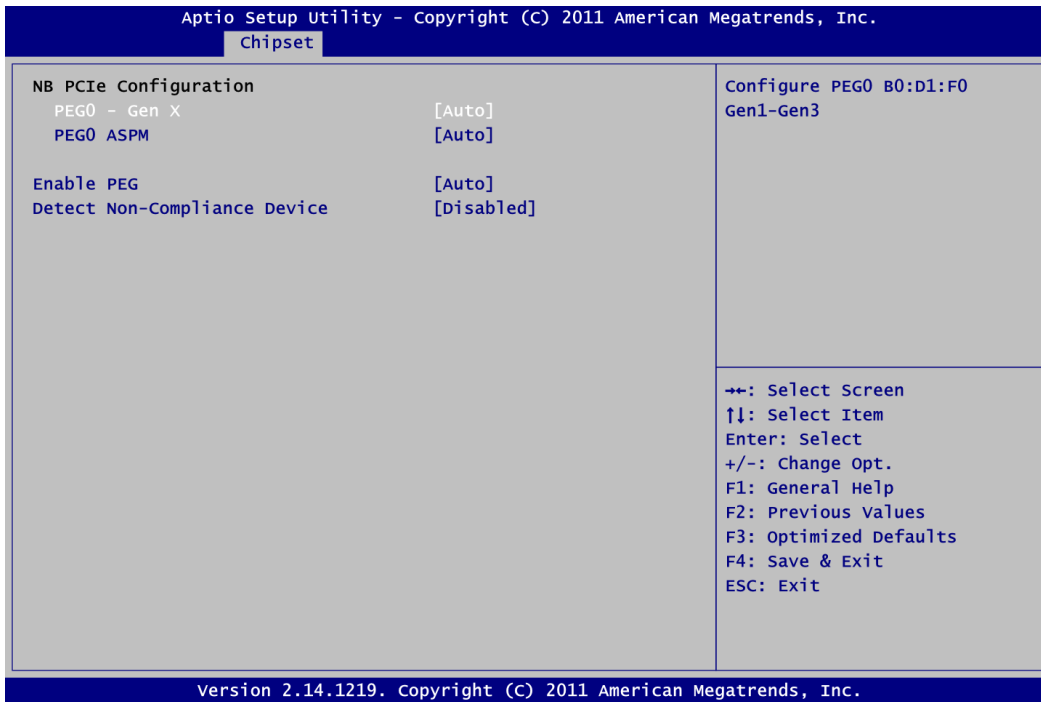 Aptio Setup Utility - Copyright (C) 2011 American Megatrends, Inc.
Chipset
NB PCIe Configuration
PEG0 - Gen X [Auto]
PEG0 ASPM [Auto]
Enable PEG [Auto]
Detect Non-Compliance Device [Disabled]
Configure PEG0 B0:D1:F0
Gen1-Gen3
→←: Select Screen
↑↓: Select Item
Enter: Select
+/-: Change Opt.
F1: General Help
F2: Previous Values
F3: Optimized Defaults
F4: Save & Exit
ESC: Exit
Version 2.14.1219. Copyright (C) 2011 American Megatrends, Inc.